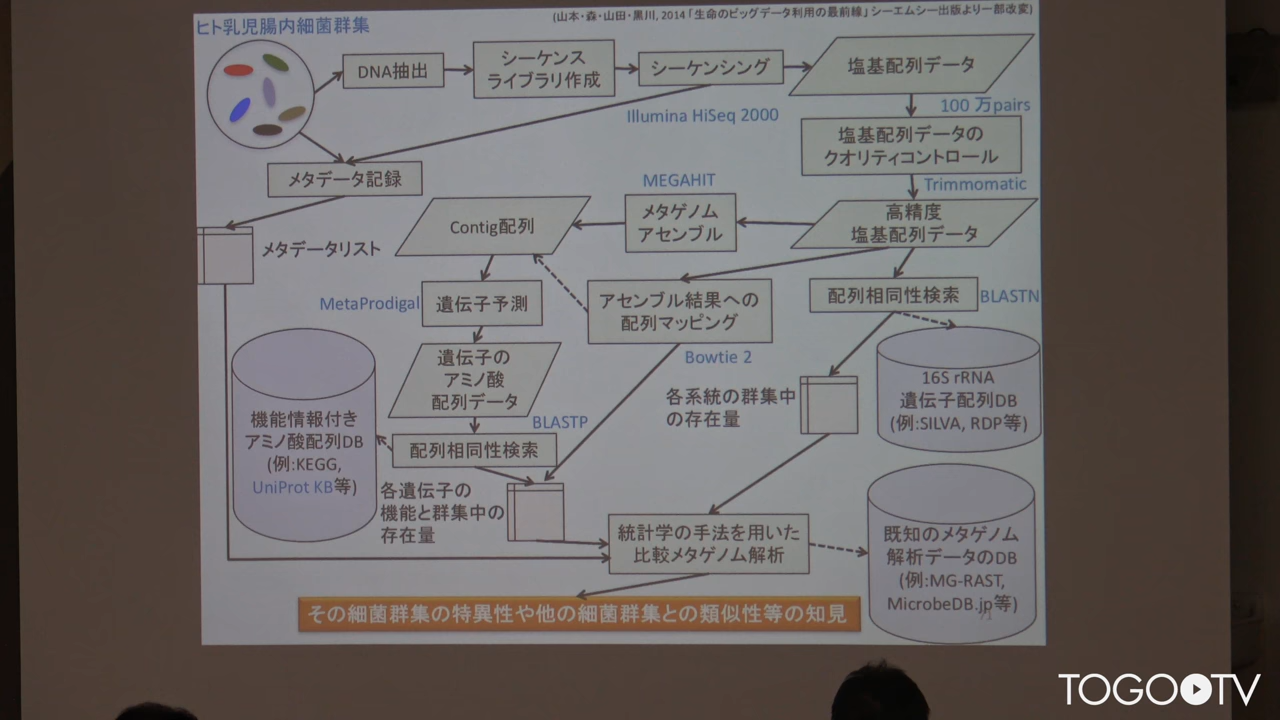 (山本・森・山田・黒川, 2014「生命のビッグデータ利用の最前線」シーエムシー出版より一部改変)
ヒト乳児腸内細菌群集
DNA抽出
シーケンス
ライブラリ作成
シーケンシング
塩基配列データ
Illumina HiSeq 2000
100 万pairs
塩基配列データの
クオリティコントロール
メタデータ記録
Trimmomatic
MEGAHIT
高精度
塩基配列データ
メタゲノム
アセンブル
Contig配列
メタデータリスト
MetaProdigal
遺伝子予測
アセンブル結果への
配列マッピング
Bowtie 2
配列相同性検索
BLASTN
遺伝子の
アミノ酸
配列データ
16S rRNA
遺伝子配列DB
(例:SILVA, RDP等)
各系統の群集中
の存在量
BLASTP
配列相同性検索
機能情報付き
アミノ酸配列DB
(例:KEGG,
UniProt KB等)
各遺伝子の
機能と群集中の
存在量
統計学の手法を用いた
比較メタゲノム解析
既知のメタゲノム
解析データのDB
(例:MG-RAST,
MicrobeDB.jp等)
71
その細菌群集の特異性や他の細菌群集との類似性等の知見
TOGO TV